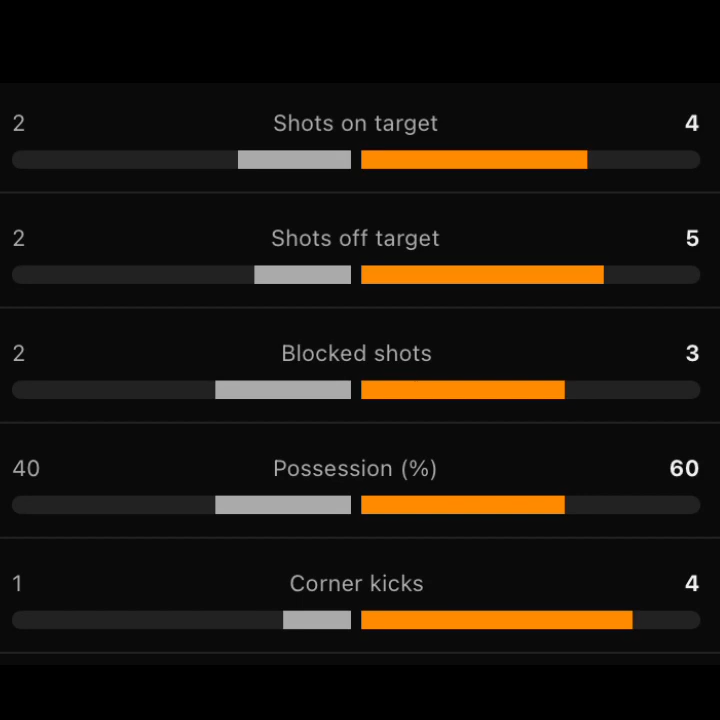 2 Shots on target 4
2 Shots off target 5
2 Blocked shots 3
40 Possession (%) 60
1 Corner kicks 4